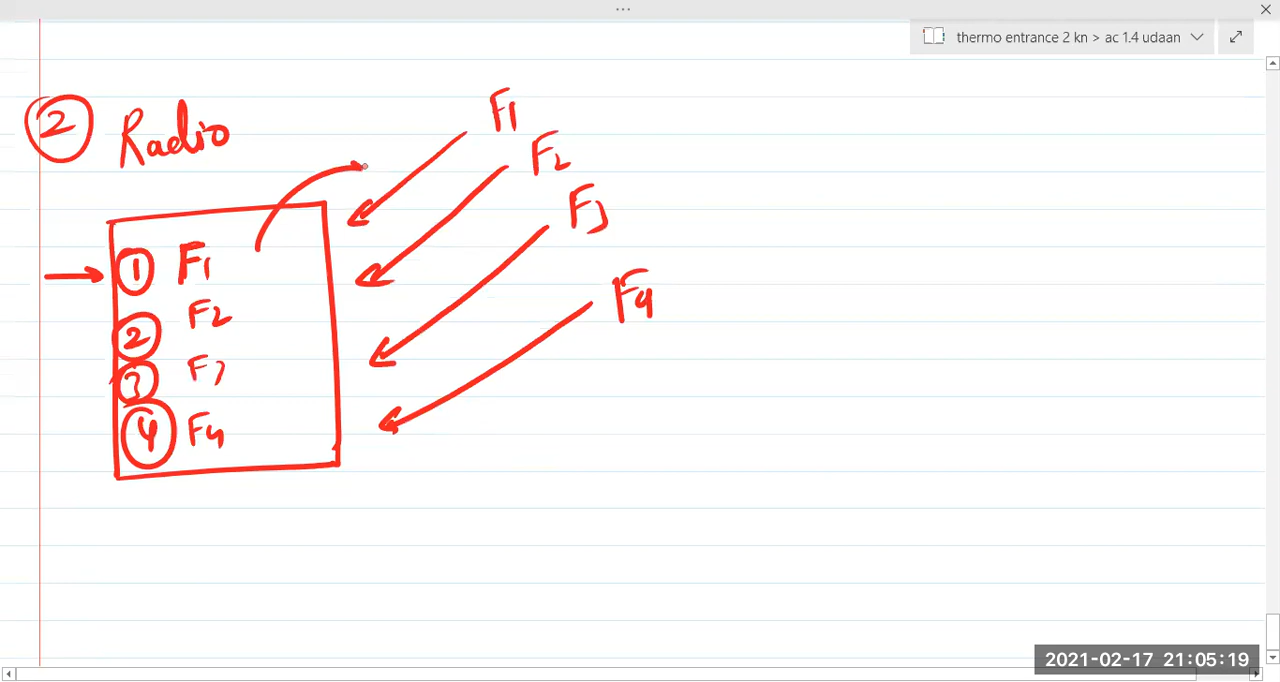 thermo entrance 2 kn > ac 1.4 udaan
② Radio
F1
F2
F3
F4
① F1
② F2
③ F3
④ F4
2021-02-17 21:05:19